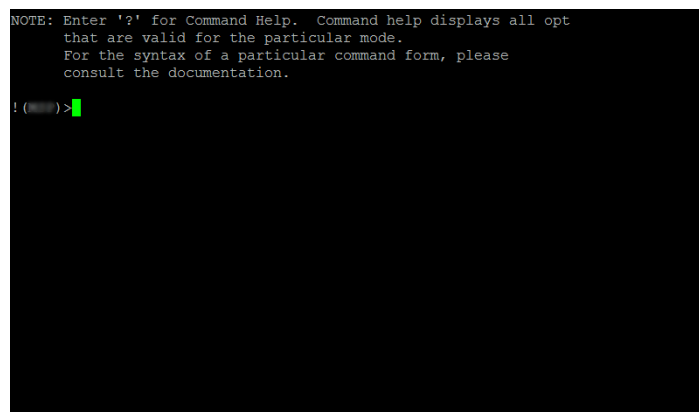 NOTE: Enter '?' for Command Help.  Command help displays all opt
that are valid for the particular mode.
For the syntax of a particular command form, please
consult the documentation.
!( )>